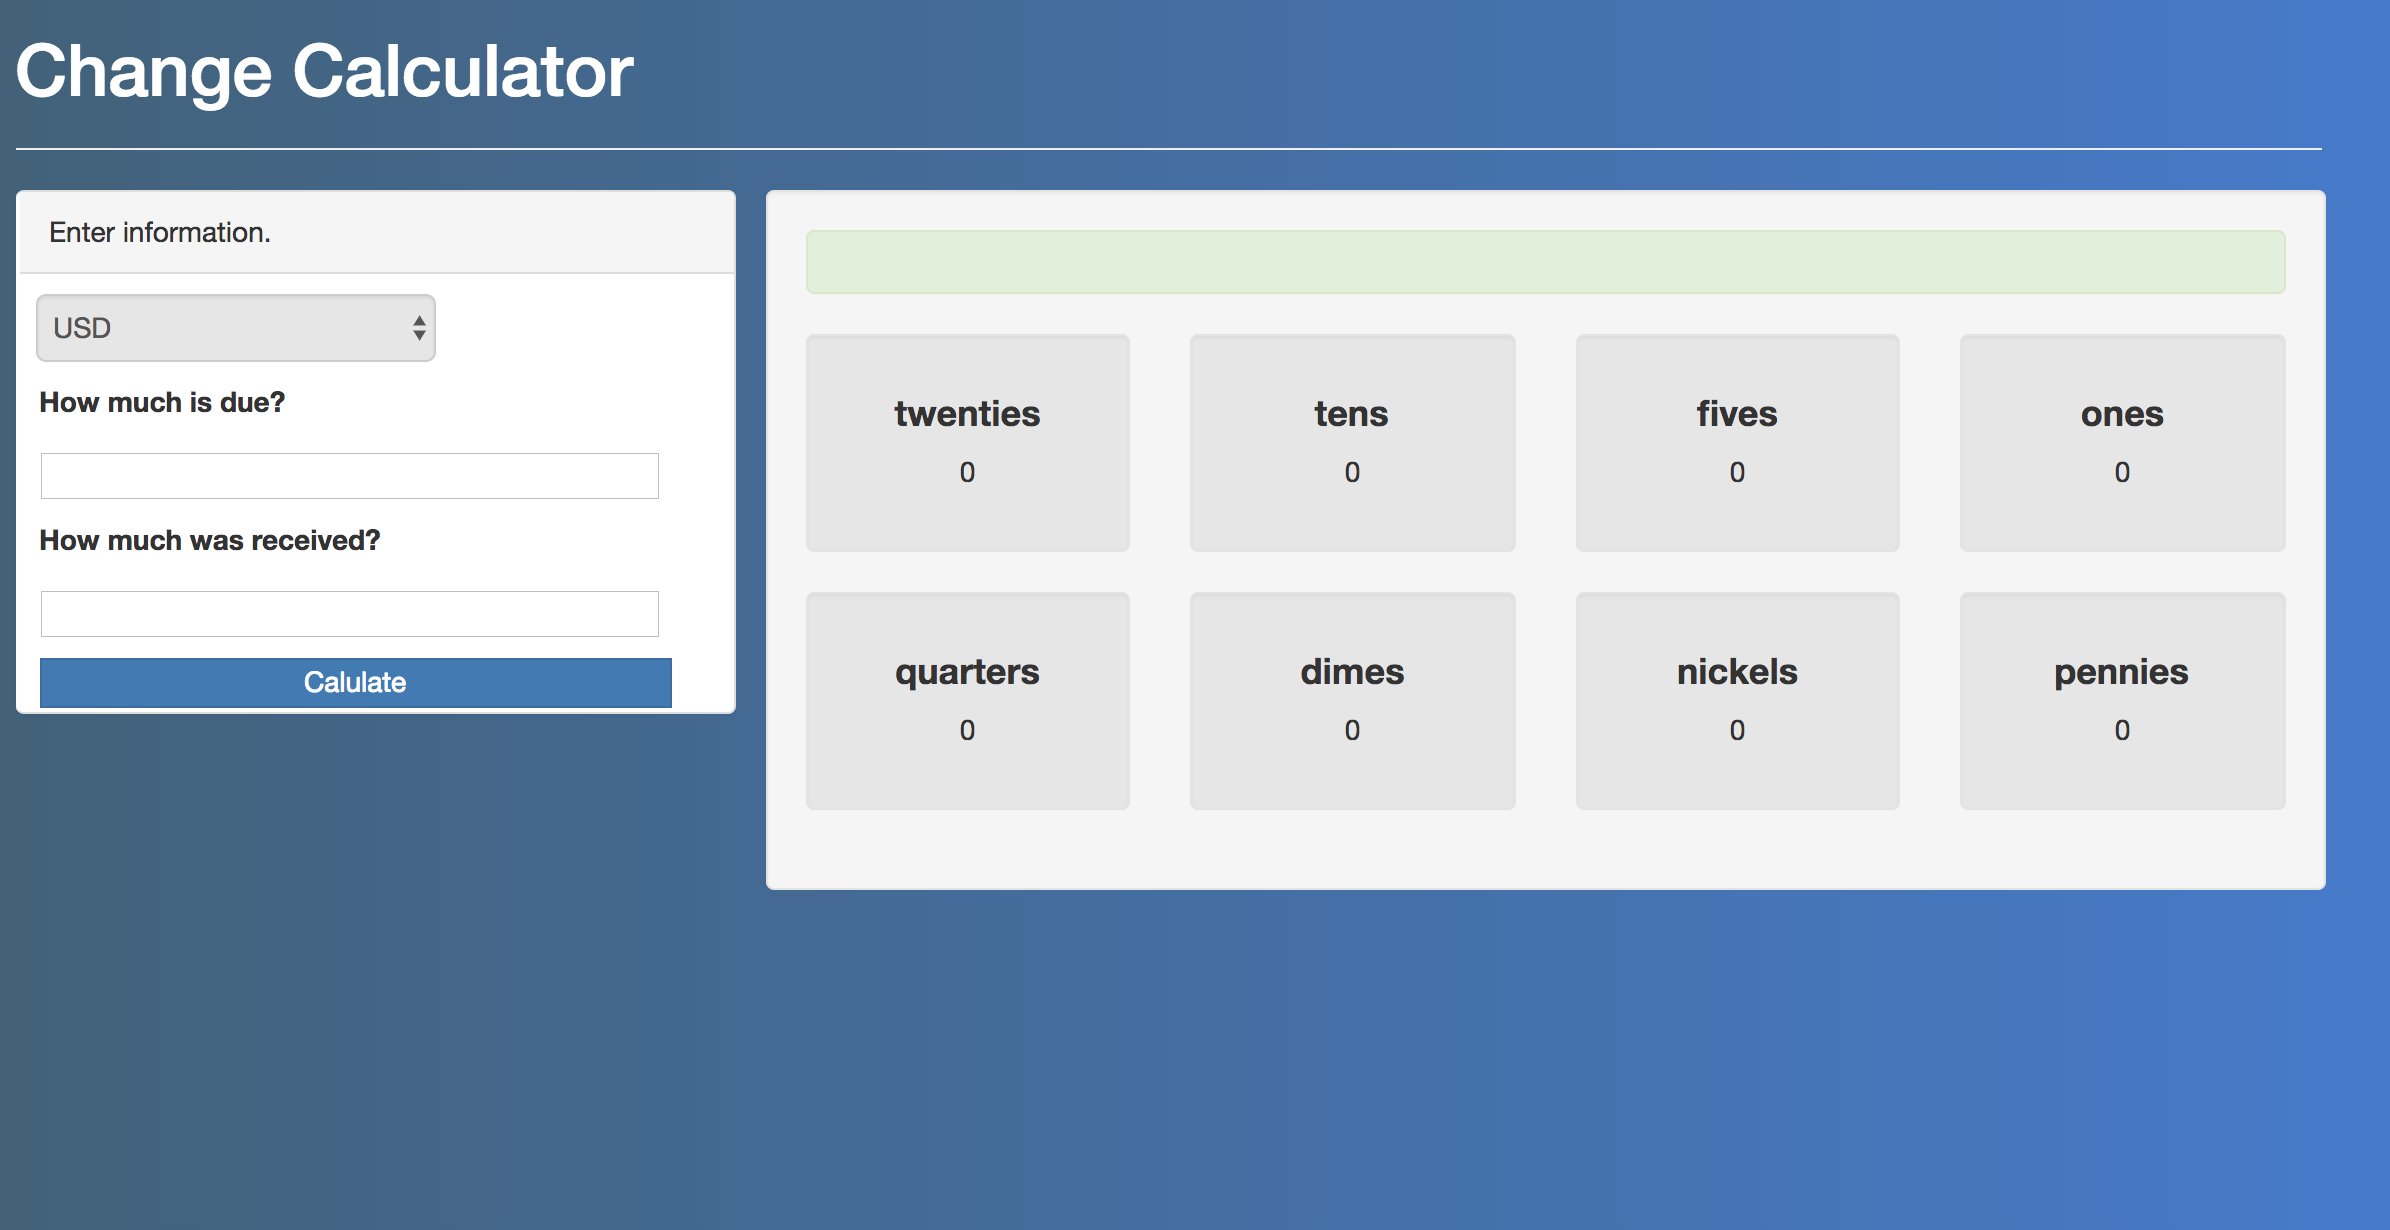 Change Calculator
Enter information.
USD
How much is due?
How much was received?
Calulate
twenties tens fives ones
0 0 0 0
quarters dimes nickels pennies
0 0 0 0